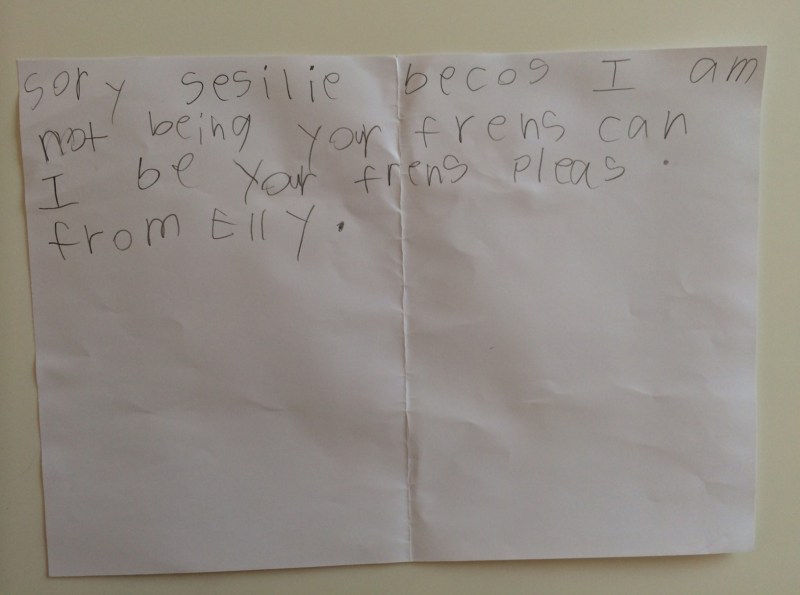 sory sesilie becos I am
not being your frens can
I be your frens pleas.
from Elly.